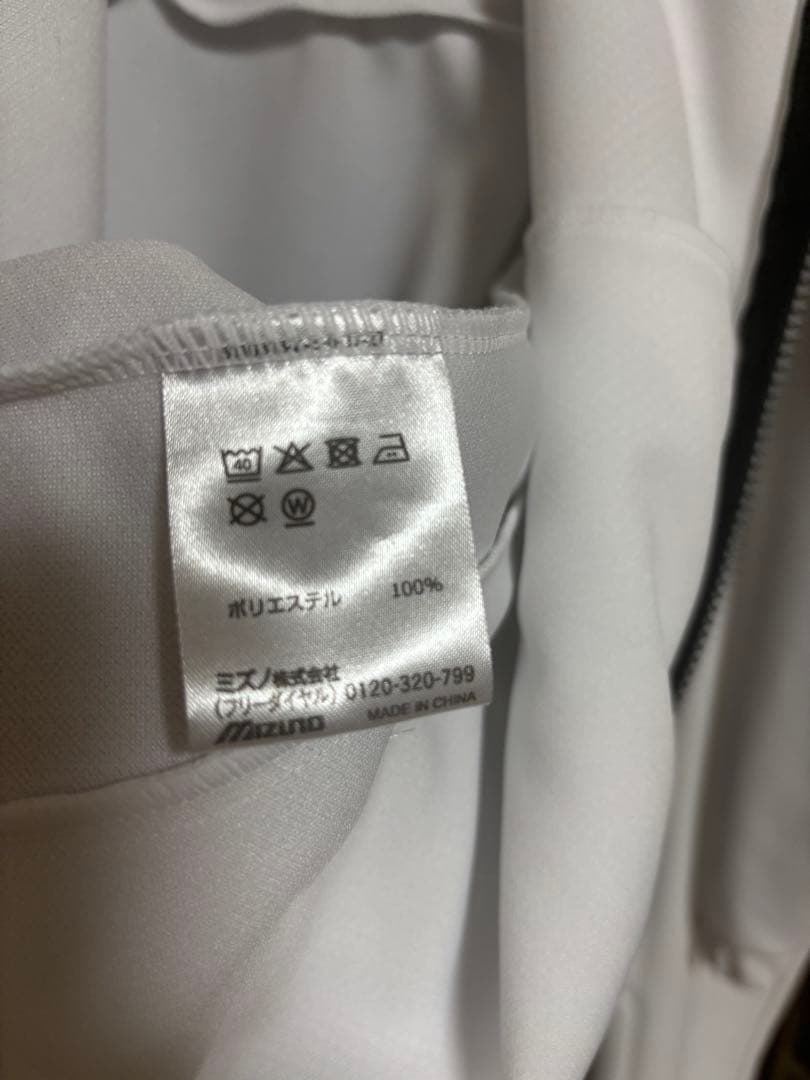 40
W
ポリエステル 100%
ミズノ株式会社
(フリーダイヤル) 0120-320-799
MIZUNO MADE IN CHINA